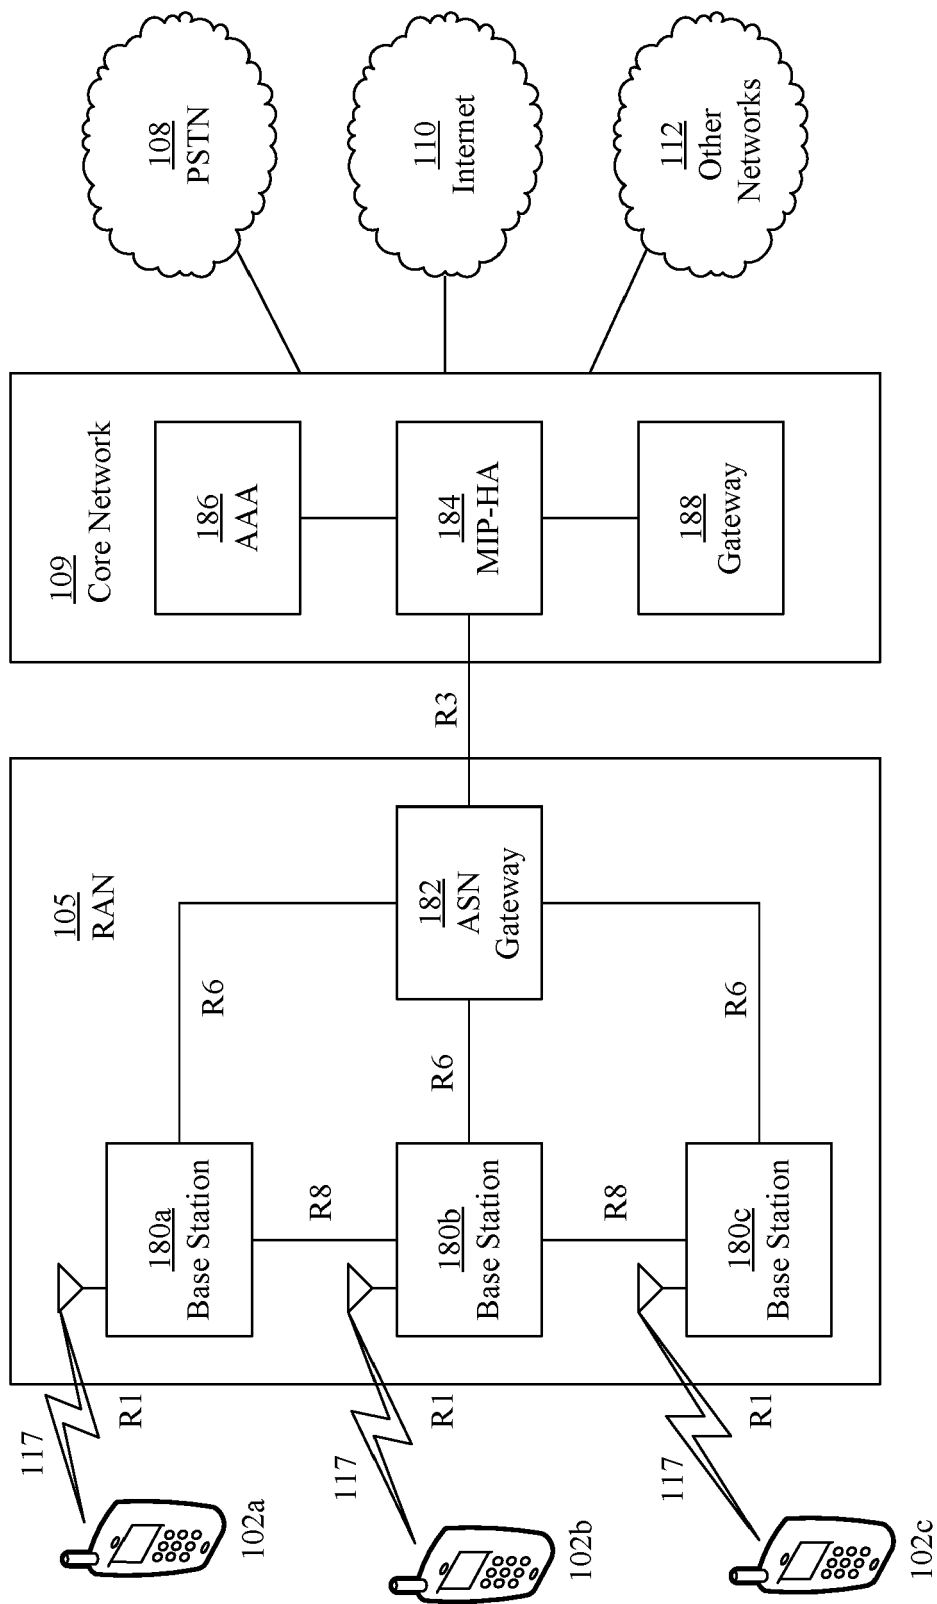 117
R1
102a
180a
Base Station
R8
117
R1
102b
180b
Base Station
R8
117
R1
102c
180c
Base Station
R6
R6
R6
105
RAN
182
ASN
Gateway
R3
109
Core Network
186
AAA
184
MIP-HA
188
Gateway
108
PSTN
110
Internet
112
Other
Networks